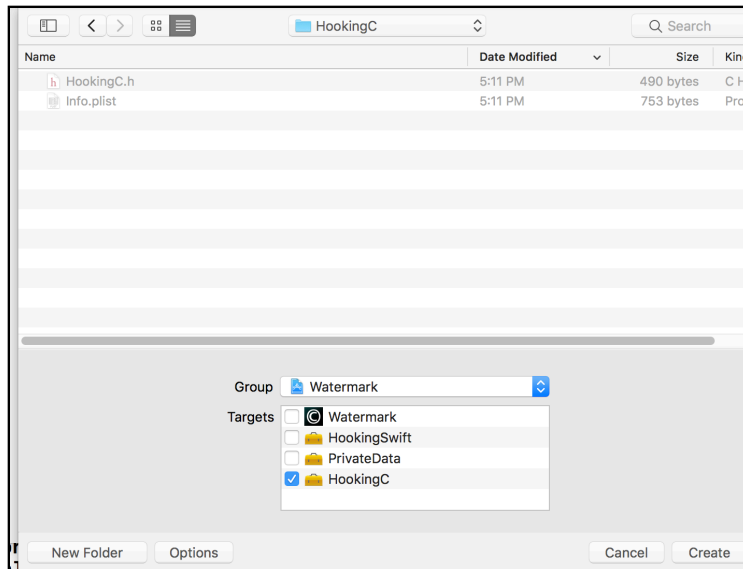 HookingC
Search
Name Date Modified Size
HookingC.h 5:11 PM 490 bytes C
Info.plist 5:11 PM 753 bytes
Group Watermark
Targets Watermark
HookingSwift
PrivateData
HookingC
New Folder Options Cancel Create